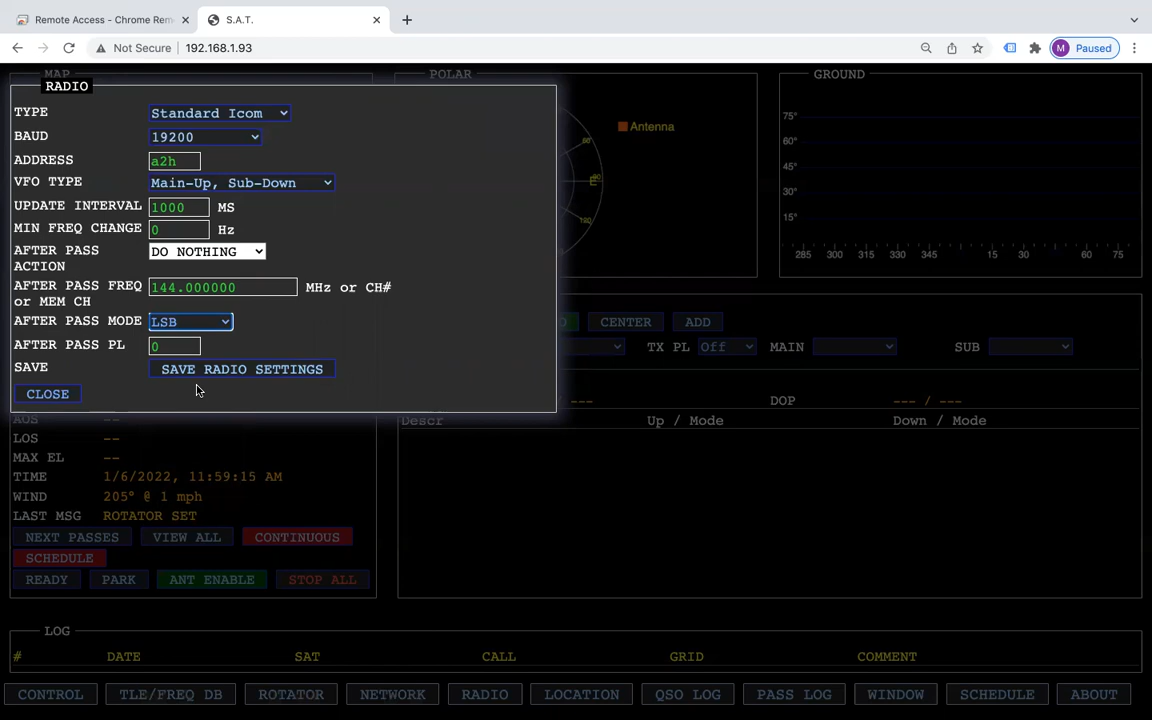 Remote Access - Chrome Rem
S.A.T.
Not Secure
192.168.1.93
M
Paused
MAP
POLAR
GROUND
RADIO
TYPE
Standard Icom
BAUD
19200
ADDRESS
a2h
VFO TYPE
Main-Up, Sub-Down
UPDATE INTERVAL
1000
MS
MIN FREQ CHANGE
0
Hz
AFTER PASS ACTION
DO NOTHING
AFTER PASS FREQ or MEM CH
144.000000
MHz or CH#
AFTER PASS MODE
LSB
AFTER PASS PL
0
SAVE
SAVE RADIO SETTINGS
CLOSE
Antenna
60
90
E
120
75°
60°
45°
30°
15°
285 300 315 330 345 15 30 60 75
CENTER
ADD
TX PL
Off
MAIN
SUB
--- / ---
DOP
--- / ---
Descr
Up / Mode
Down / Mode
AOS --
LOS --
MAX EL --
TIME 1/6/2022, 11:59:15 AM
WIND 205° @ 1 mph
LAST MSG ROTATOR SET
NEXT PASSES
VIEW ALL
CONTINUOUS
SCHEDULE
READY
PARK
ANT ENABLE
STOP ALL
LOG
# DATE SAT CALL GRID COMMENT
CONTROL
TLE/FREQ DB
ROTATOR
NETWORK
RADIO
LOCATION
QSO LOG
PASS LOG
WINDOW
SCHEDULE
ABOUT